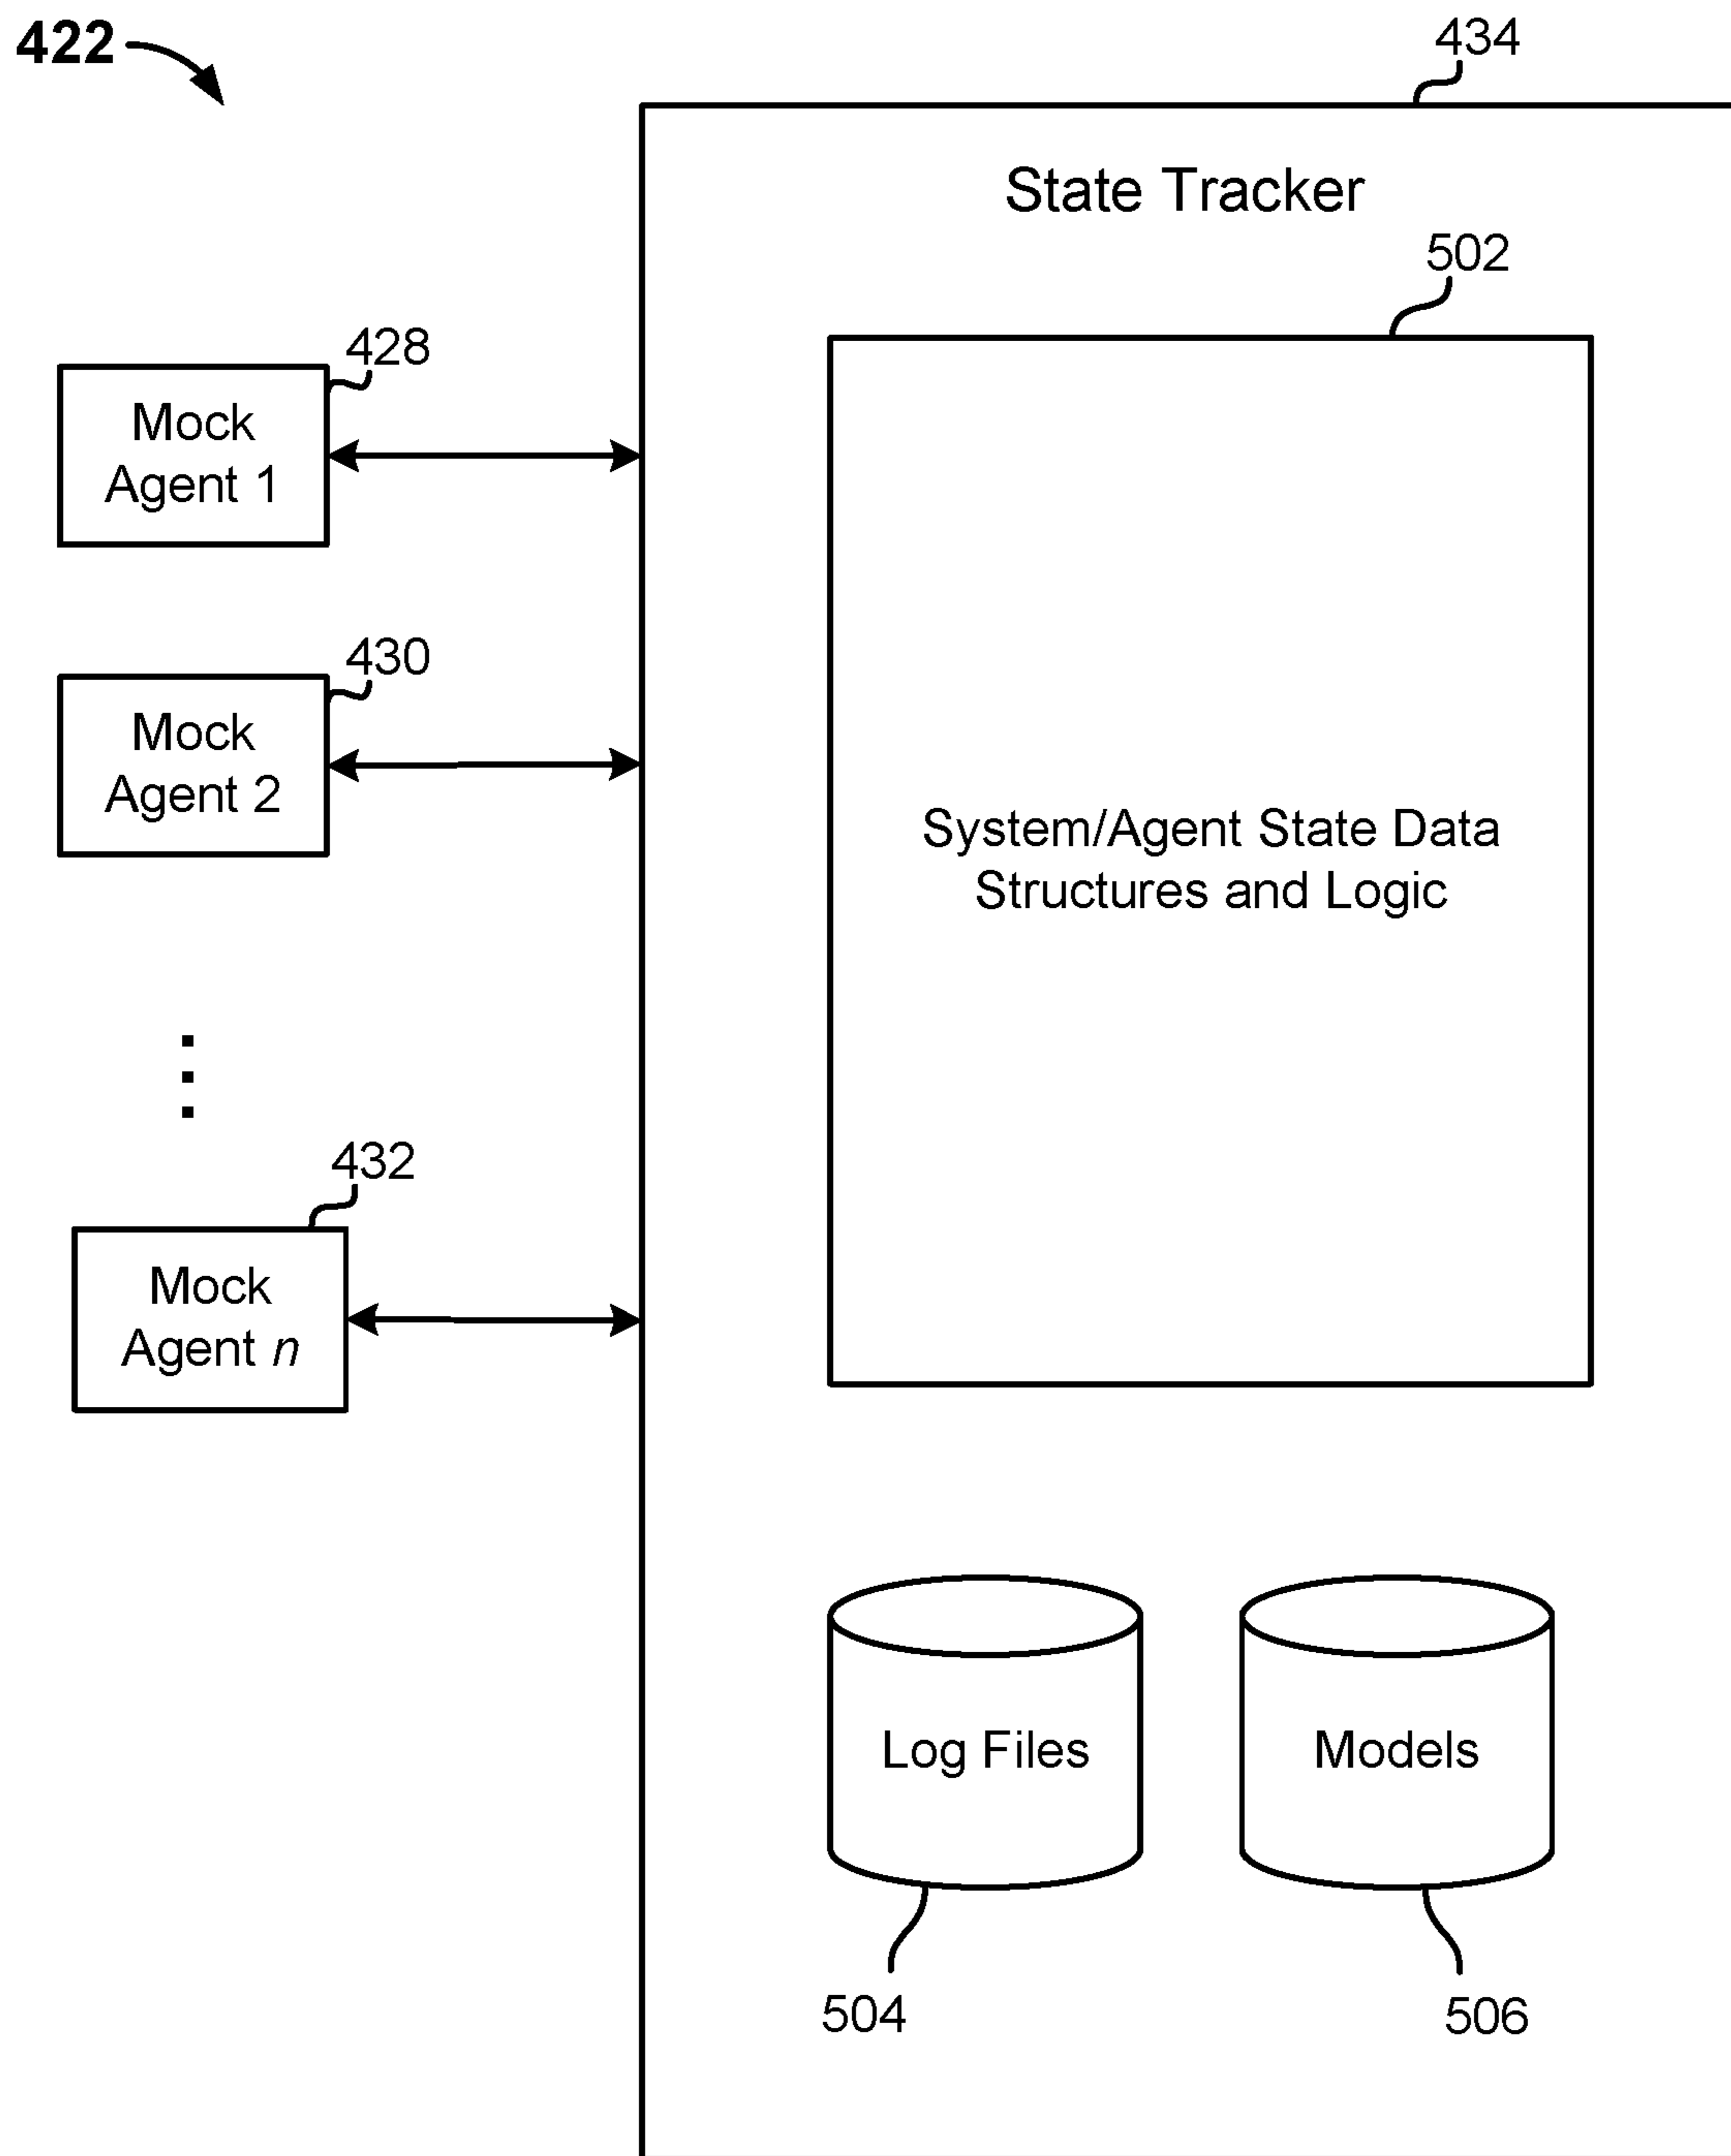 422
434
State Tracker
502
428
Mock
Agent 1
430
Mock
Agent 2
System/Agent State Data
Structures and Logic
432
Mock
Agent n
Log Files
Models
504
506